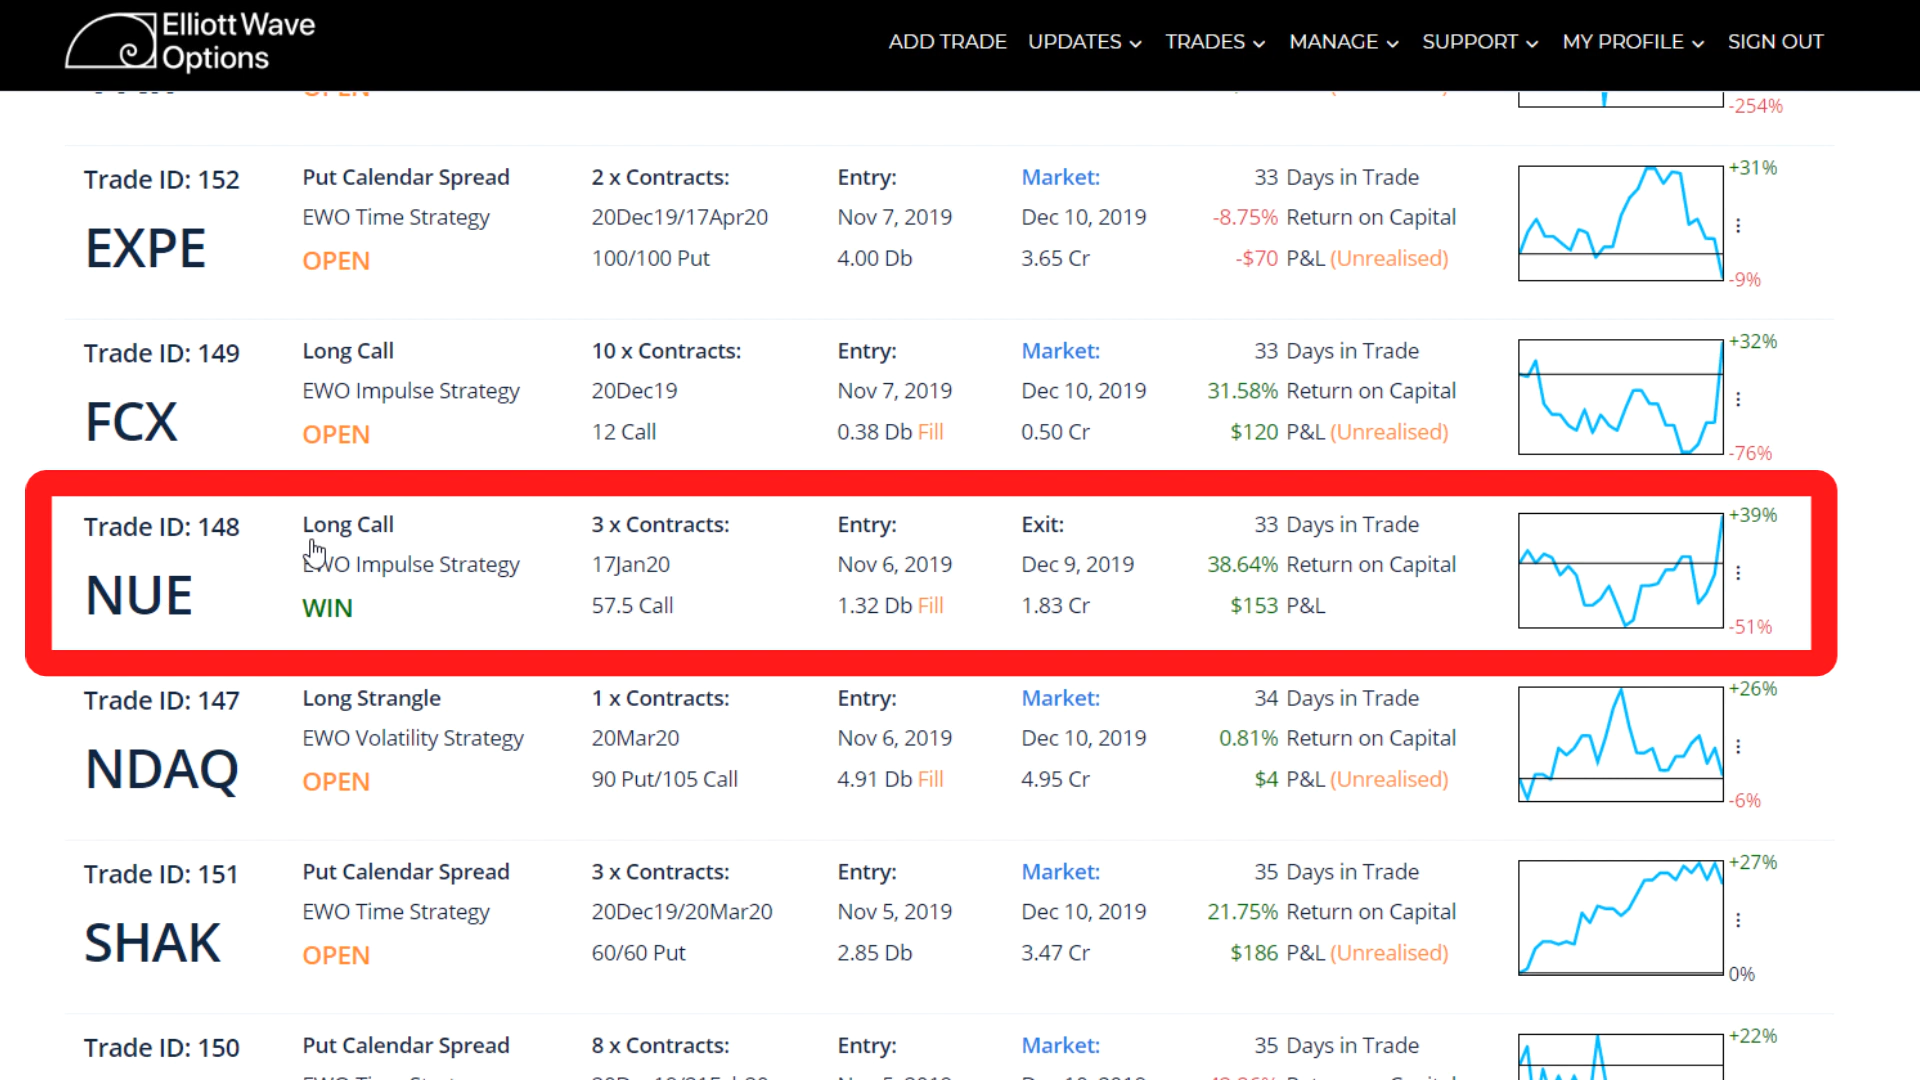 Elliott Wave
Options
ADD TRADE UPDATES TRADES MANAGE SUPPORT MY PROFILE SIGN OUT
-254%
Trade ID: 152 Put Calendar Spread 2 x Contracts: Entry: Market: 33 Days in Trade +31%
EWO Time Strategy 20Dec19/17Apr20 Nov 7, 2019 Dec 10, 2019 -8.75% Return on Capital
EXPE OPEN 100/100 Put 4.00 Db 3.65 Cr -$70 P&L (Unrealised) -9%
Trade ID: 149 Long Call 10 x Contracts: Entry: Market: 33 Days in Trade +32%
EWO Impulse Strategy 20Dec19 Nov 7, 2019 Dec 10, 2019 31.58% Return on Capital
FCX OPEN 12 Call 0.38 Db Fill 0.50 Cr $120 P&L (Unrealised) -76%
Trade ID: 148 Long Call 3 x Contracts: Entry: Exit: 33 Days in Trade +39%
EWO Impulse Strategy 17Jan20 Nov 6, 2019 Dec 9, 2019 38.64% Return on Capital
NUE WIN 57.5 Call 1.32 Db Fill 1.83 Cr $153 P&L -51%
Trade ID: 147 Long Strangle 1 x Contracts: Entry: Market: 34 Days in Trade +26%
EWO Volatility Strategy 20Mar20 Nov 6, 2019 Dec 10, 2019 0.81% Return on Capital
NDAQ OPEN 90 Put/105 Call 4.91 Db Fill 4.95 Cr $4 P&L (Unrealised) -6%
Trade ID: 151 Put Calendar Spread 3 x Contracts: Entry: Market: 35 Days in Trade +27%
EWO Time Strategy 20Dec19/20Mar20 Nov 5, 2019 Dec 10, 2019 21.75% Return on Capital
SHAK OPEN 60/60 Put 2.85 Db 3.47 Cr $186 P&L (Unrealised) 0%
Trade ID: 150 Put Calendar Spread 8 x Contracts: Entry: Market: 35 Days in Trade +22%